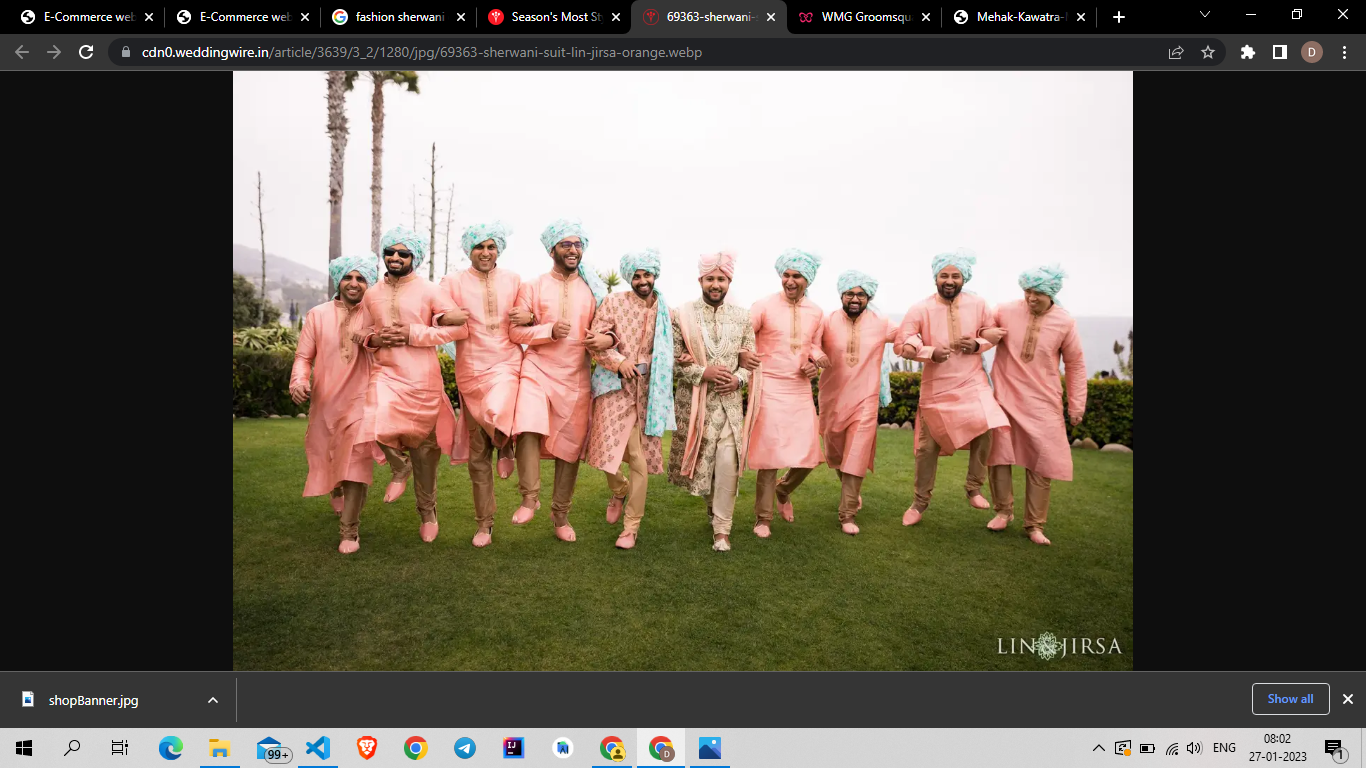 E-Commerce web
E-Commerce web
fashion sherwani
Season's Most St
69363-sherwani-s
WMG Groomsqu
Mehak-Kawatra-
cdn0.weddingwire.in/article/3639/3_2/1280/jpg/69363-sherwani-suit-lin-jirsa-orange.webp
D
LIN & JIRSA
shopBanner.jpg
Show all
99+
IJ
D
ENG
08:02
27-01-2023
1